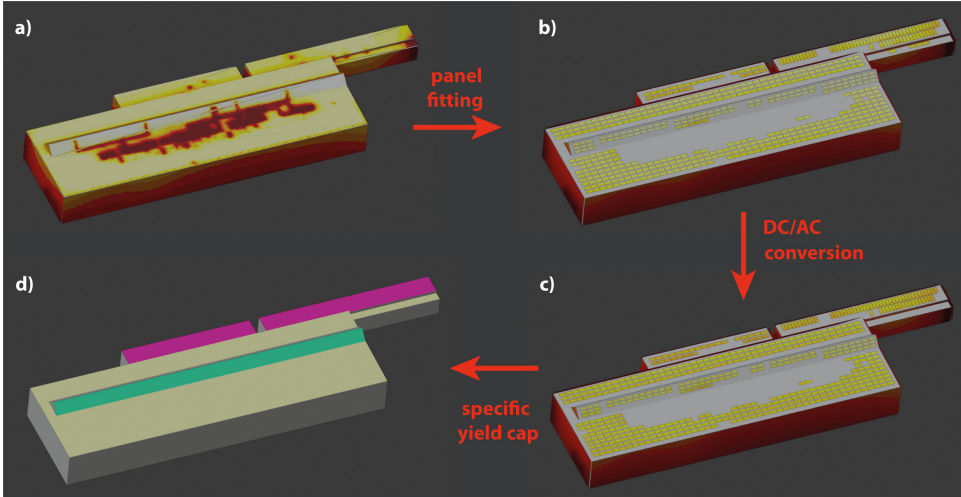 a)
panel
fitting
b)
DC/AC
conversion
c)
specific
yield cap
d)